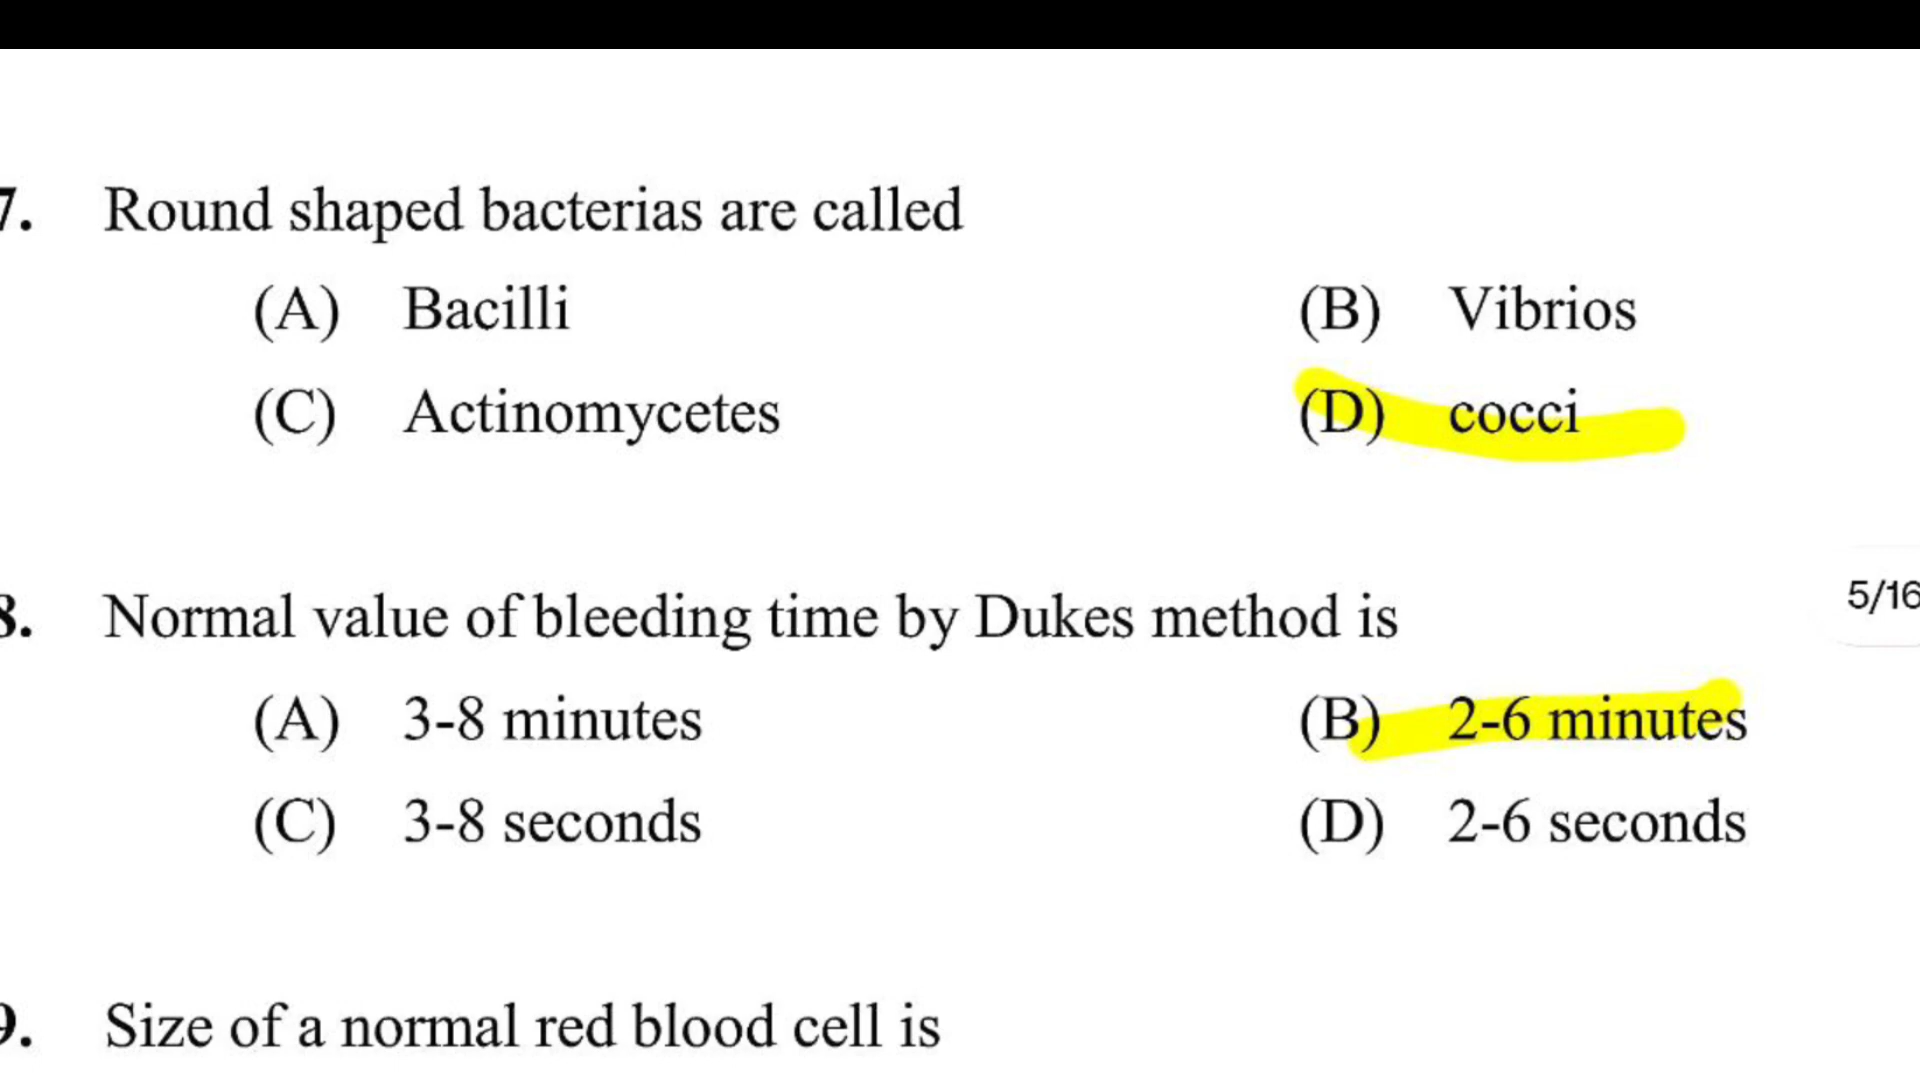 7. Round shaped bacterias are called
(A) Bacilli (B) Vibrios
(C) Actinomycetes (D) cocci
8. Normal value of bleeding time by Dukes method is
5/16
(A) 3-8 minutes (B) 2-6 minutes
(C) 3-8 seconds (D) 2-6 seconds
9. Size of a normal red blood cell is